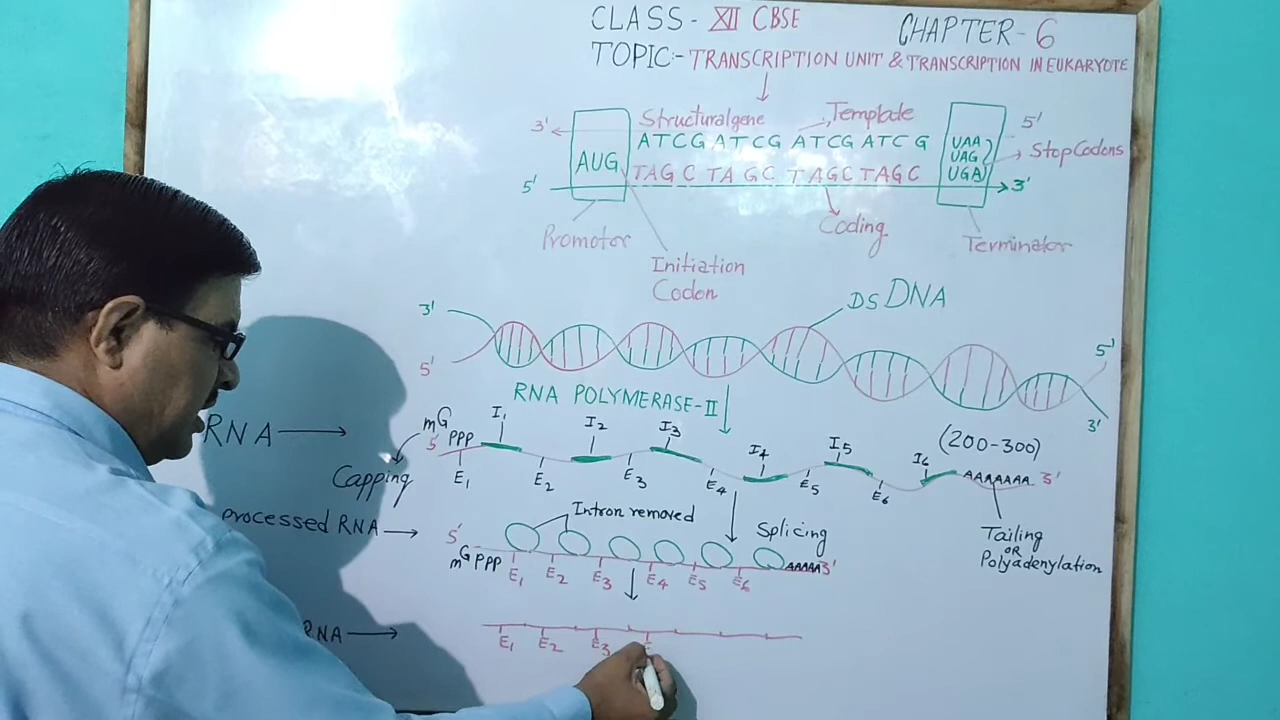 CLASS - XII CBSE CHAPTER - 6
TOPIC:- TRANSCRIPTION UNIT & TRANSCRIPTION IN EUKARYOTE
Structural gene Template
3' ATCG ATCG ATCG ATCG UAA 5'
AUG UAG Stop Codons
5' TAGC TAGC TAGC TAGC UGA 3'
Promotor Coding Terminator
Initiation
Codon
DS DNA
3' 5'
5' 3'
RNA POLYMERASE-II
RNA mG I1 I2 I3 I4 I5 I6 (200-300)
5' PPP AAAAAAA 3'
Capping E1 E2 E3 E4 E5 E6
Intron removed Splicing Tailing
OR
Polyadenylation
processed RNA 5'
mG PPP E1 E2 E3 E4 E5 E6 AAAAA 3'
RNA E1 E2 E3 E